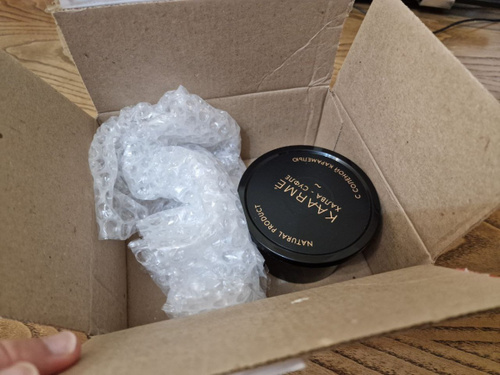 С СОЛЕНОЙ КАРАМЕЛЬЮ
KAARMÉ
~
ХАЛВА - СУФЛЕ
NATURAL PRODUCT